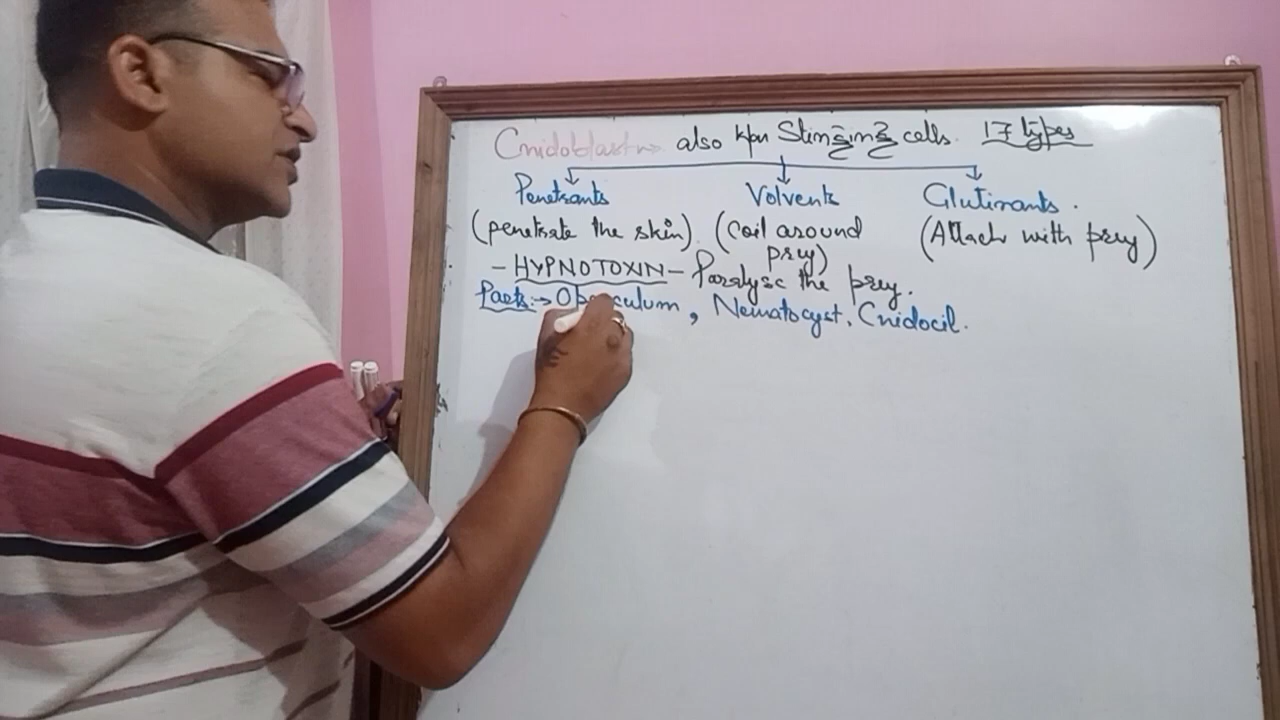 Cnidoblast → also kn Stinging cells. 17 types
Penetrants Volvents Glutinants.
(penetrate the skin). (Coil around prey) (Attach with prey)
- HYPNOTOXIN - Paralyse the prey.
Parts:→ Operculum, Nematocyst, Cnidocil.